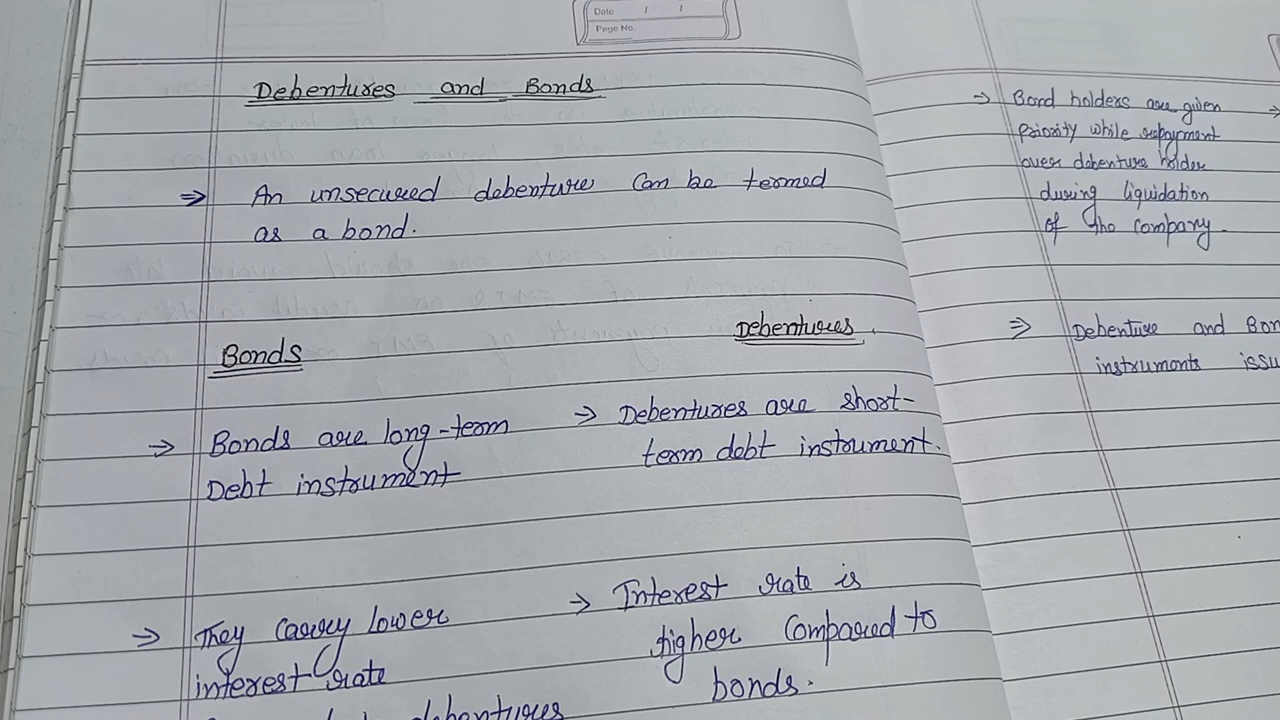 Date / /
Page No.
Debentures and Bonds
⇒ An unsecured debenture can be termed
as a bond.
Bonds
⇒ Bonds are long-term
Debt instrument
⇒ They carry lower
interest rate
debentures
Debentures.
→ Debentures are short-
term debt instrument.
→ Interest rate is
higher compared to
bonds.
→ Bond holders are given
priority while repayment
over debenture holder
during liquidation
of the company.
⇒ Debenture and
instruments